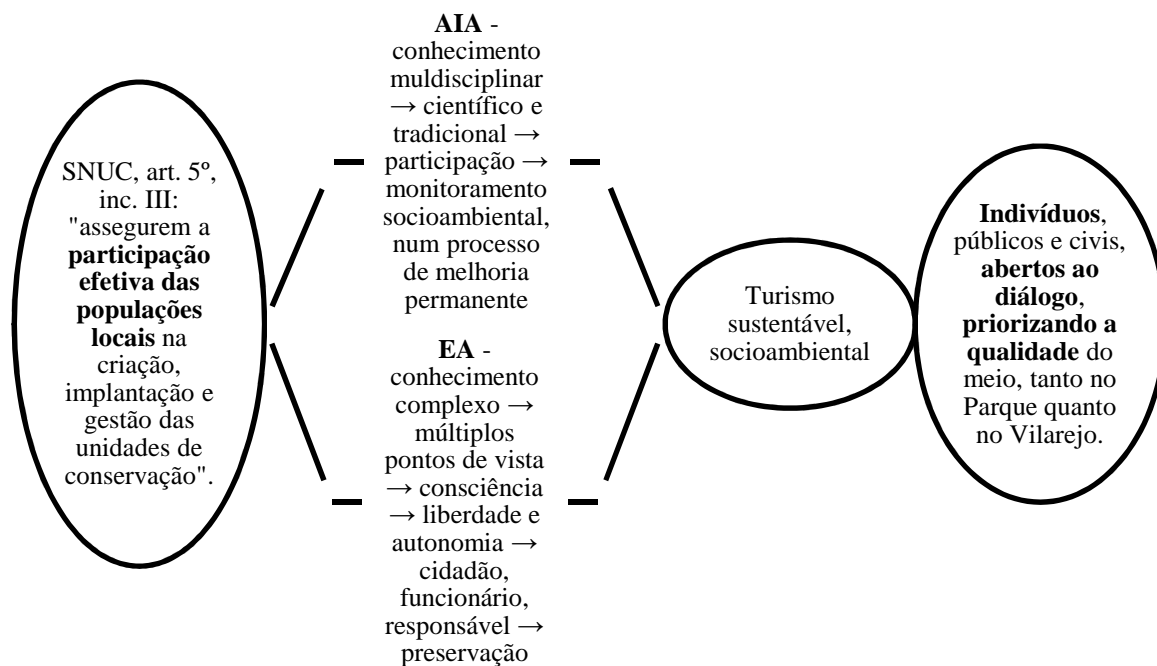 SNUC, art. 5º,
inc. III:
"assegurem a
participação
efetiva das
populações
locais na
criação,
implantação e
gestão das
unidades de
conservação".
AIA -
conhecimento
muldisciplinar
→ científico e
tradicional →
participação →
monitoramento
socioambiental,
num processo
de melhoria
permanente
EA -
conhecimento
complexo →
múltiplos
pontos de vista
→ consciência
→ liberdade e
autonomia →
cidadão,
funcionário,
responsável →
preservação
Turismo
sustentável,
socioambiental
Indivíduos,
públicos e civis,
abertos ao
diálogo,
priorizando a
qualidade do
meio, tanto no
Parque quanto
no Vilarejo.